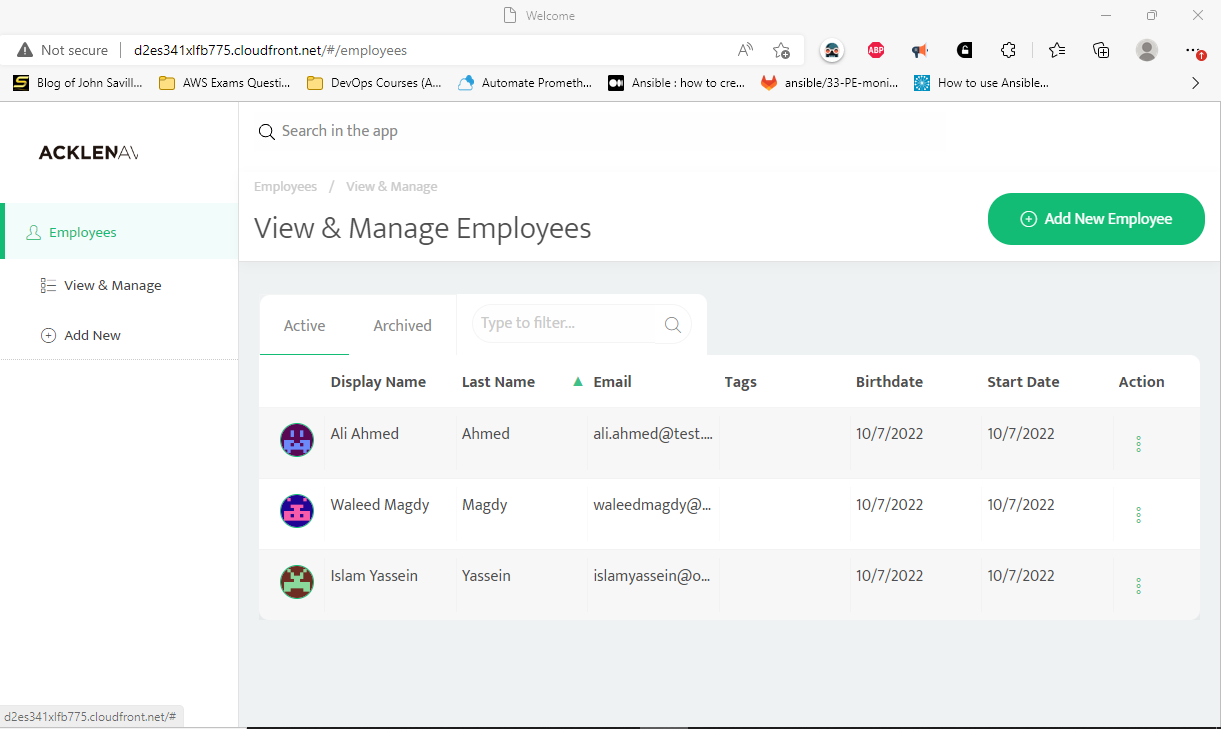 Welcome
Not secure d2es341xlfb775.cloudfront.net/#/employees
Blog of John Savill... AWS Exams Questi... DevOps Courses (A... Automate Prometh... Ansible : how to cre... ansible/33-PE-moni... How to use Ansible...
ACKLENAV
Search in the app
Employees / View & Manage
View & Manage Employees
Add New Employee
Employees
View & Manage
Add New
Active Archived Type to filter...
Display Name Last Name Email Tags Birthdate Start Date Action
Ali Ahmed Ahmed ali.ahmed@test.... 10/7/2022 10/7/2022
Waleed Magdy Magdy waleedmagdy@... 10/7/2022 10/7/2022
Islam Yassein Yassein islamyassein@o... 10/7/2022 10/7/2022
d2es341xlfb775.cloudfront.net/#